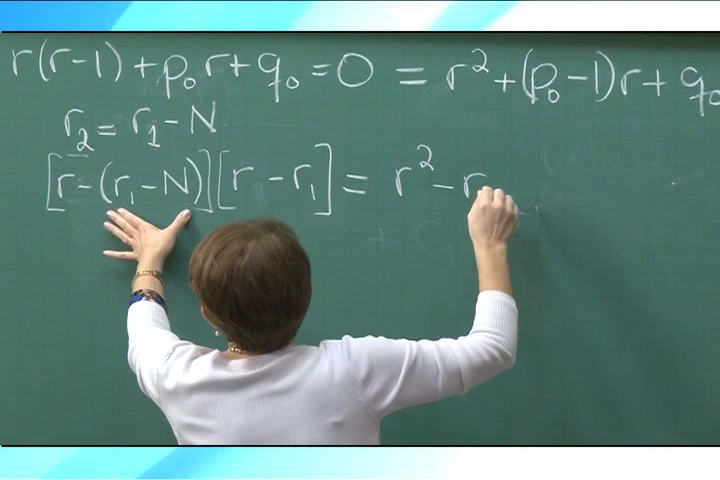 r(r-1)+p₀r+q₀=0 = r²+(p₀-1)r+q₀
r₂=r₁-N
[r-(r₁-N)][r-r₁]=r²-r